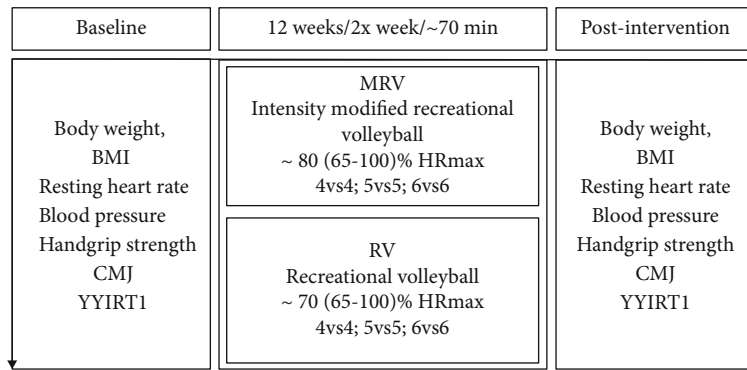 Baseline
12 weeks/2x week/~70 min
Post-intervention
Body weight,
BMI
Resting heart rate
Blood pressure
Handgrip strength
CMJ
YYIRT1
MRV
Intensity modified recreational
volleyball
~ 80 (65-100)% HRmax
4vs4; 5vs5; 6vs6
RV
Recreational volleyball
~ 70 (65-100)% HRmax
4vs4; 5vs5; 6vs6
Body weight,
BMI
Resting heart rate
Blood pressure
Handgrip strength
CMJ
YYIRT1